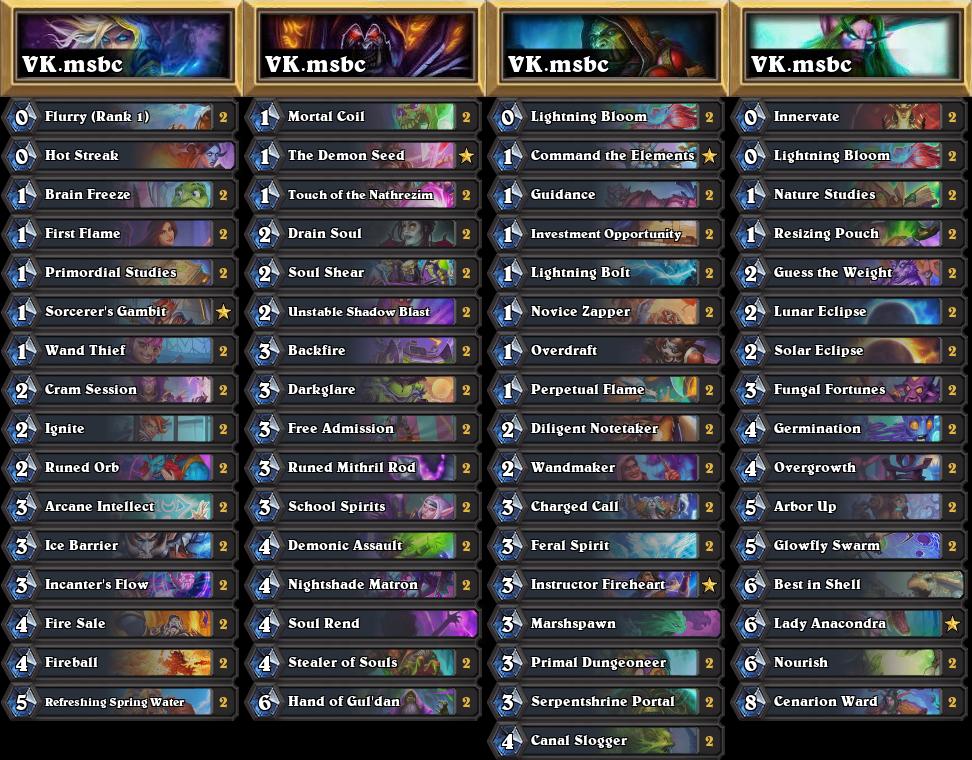 VK.msbc
0 Flurry (Rank 1) 2
0 Hot Streak
1 Brain Freeze 2
1 First Flame 2
1 Primordial Studies 2
1 Sorcerer's Gambit
1 Wand Thief 2
2 Cram Session 2
2 Ignite 2
2 Runed Orb 2
3 Arcane Intellect 2
3 Ice Barrier 2
3 Incanter's Flow 2
4 Fire Sale 2
4 Fireball 2
5 Refreshing Spring Water 2
VK.msbc
1 Mortal Coil 2
1 The Demon Seed
1 Touch of the Nathrezim 2
2 Drain Soul 2
2 Soul Shear 2
2 Unstable Shadow Blast 2
3 Backfire 2
3 Darkglare 2
3 Free Admission 2
3 Runed Mithril Rod 2
3 School Spirits 2
4 Demonic Assault 2
4 Nightshade Matron 2
4 Soul Rend
4 Stealer of Souls 2
6 Hand of Gul'dan 2
VK.msbc
0 Lightning Bloom 2
1 Command the Elements
1 Guidance 2
1 Investment Opportunity 2
1 Lightning Bolt 2
1 Novice Zapper 2
1 Overdraft
1 Perpetual Flame 2
2 Diligent Notetaker 2
2 Wandmaker 2
3 Charged Call 2
3 Feral Spirit 2
3 Instructor Fireheart
3 Marshspawn
3 Primal Dungeoneer 2
3 Serpentshrine Portal 2
4 Canal Slogger 2
VK.msbc
0 Innervate 2
0 Lightning Bloom 2
1 Nature Studies 2
1 Resizing Pouch 2
2 Guess the Weight 2
2 Lunar Eclipse 2
2 Solar Eclipse 2
3 Fungal Fortunes 2
4 Germination 2
4 Overgrowth 2
5 Arbor Up 2
5 Glowfly Swarm 2
6 Best in Shell
6 Lady Anacondra
6 Nourish 2
8 Cenarion Ward 2